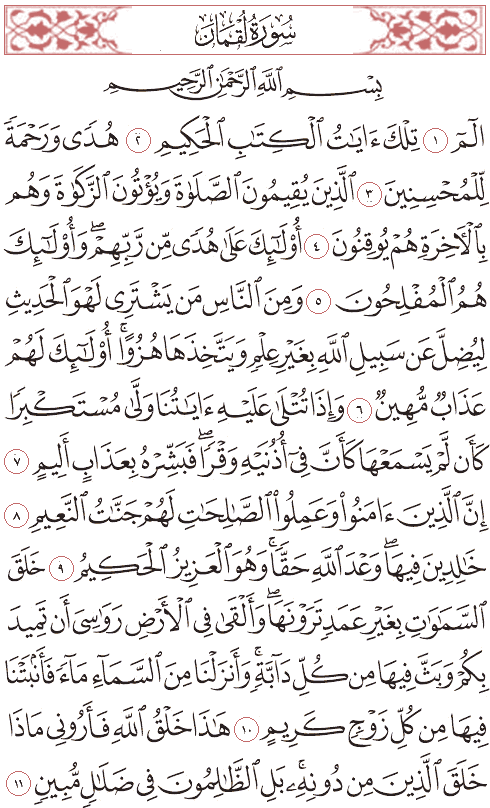 سُورَةُ لُقْمَانَ
بِسْمِ ٱللَّهِ ٱلرَّحْمَٰنِ ٱلرَّحِيمِ
الٓمٓ ١ تِلْكَ ءَايَٰتُ ٱلْكِتَٰبِ ٱلْحَكِيمِ ٢ هُدًى وَرَحْمَةً
لِّلْمُحْسِنِينَ ٣ ٱلَّذِينَ يُقِيمُونَ ٱلصَّلَوٰةَ وَيُؤْتُونَ ٱلزَّكَوٰةَ وَهُم
بِٱلْءَاخِرَةِ هُمْ يُوقِنُونَ ٤ أُو۟لَٰٓئِكَ عَلَىٰ هُدًى مِّن رَّبِّهِمْ ۖ وَأُو۟لَٰٓئِكَ
هُمُ ٱلْمُفْلِحُونَ ٥ وَمِنَ ٱلنَّاسِ مَن يَشْتَرِى لَهْوَ ٱلْحَدِيثِ
لِيُضِلَّ عَن سَبِيلِ ٱللَّهِ بِغَيْرِ عِلْمٍ وَيَتَّخِذَهَا هُزُوًا ۚ أُو۟لَٰٓئِكَ لَهُمْ
عَذَابٌ مُّهِينٌ ٦ وَإِذَا تُتْلَىٰ عَلَيْهِ ءَايَٰتُنَا وَلَّىٰ مُسْتَكْبِرًا
كَأَن لَّمْ يَسْمَعْهَا كَأَنَّ فِىٓ أُذُنَيْهِ وَقْرًا ۖ فَبَشِّرْهُ بِعَذَابٍ أَلِيمٍ ٧
إِنَّ ٱلَّذِينَ ءَامَنُوا۟ وَعَمِلُوا۟ ٱلصَّٰلِحَٰتِ لَهُمْ جَنَّٰتُ ٱلنَّعِيمِ ٨
خَٰلِدِينَ فِيهَا ۖ وَعْدَ ٱللَّهِ حَقًّا ۚ وَهُوَ ٱلْعَزِيزُ ٱلْحَكِيمُ ٩ خَلَقَ
ٱلسَّمَٰوَٰتِ بِغَيْرِ عَمَدٍ تَرَوْنَهَا ۖ وَأَلْقَىٰ فِى ٱلْأَرْضِ رَوَٰسِىَ أَن تَمِيدَ
بِكُمْ وَبَثَّ فِيهَا مِن كُلِّ دَآبَّةٍ ۚ وَأَنزَلْنَا مِنَ ٱلسَّمَآءِ مَآءً فَأَنۢبَتْنَا
فِيهَا مِن كُلِّ زَوْجٍ كَرِيمٍ ١٠ هَٰذَا خَلْقُ ٱللَّهِ فَأَرُونِى مَاذَا
خَلَقَ ٱلَّذِينَ مِن دُونِهِۦ ۚ بَلِ ٱلظَّٰلِمُونَ فِى ضَلَٰلٍ مُّبِينٍ ١١